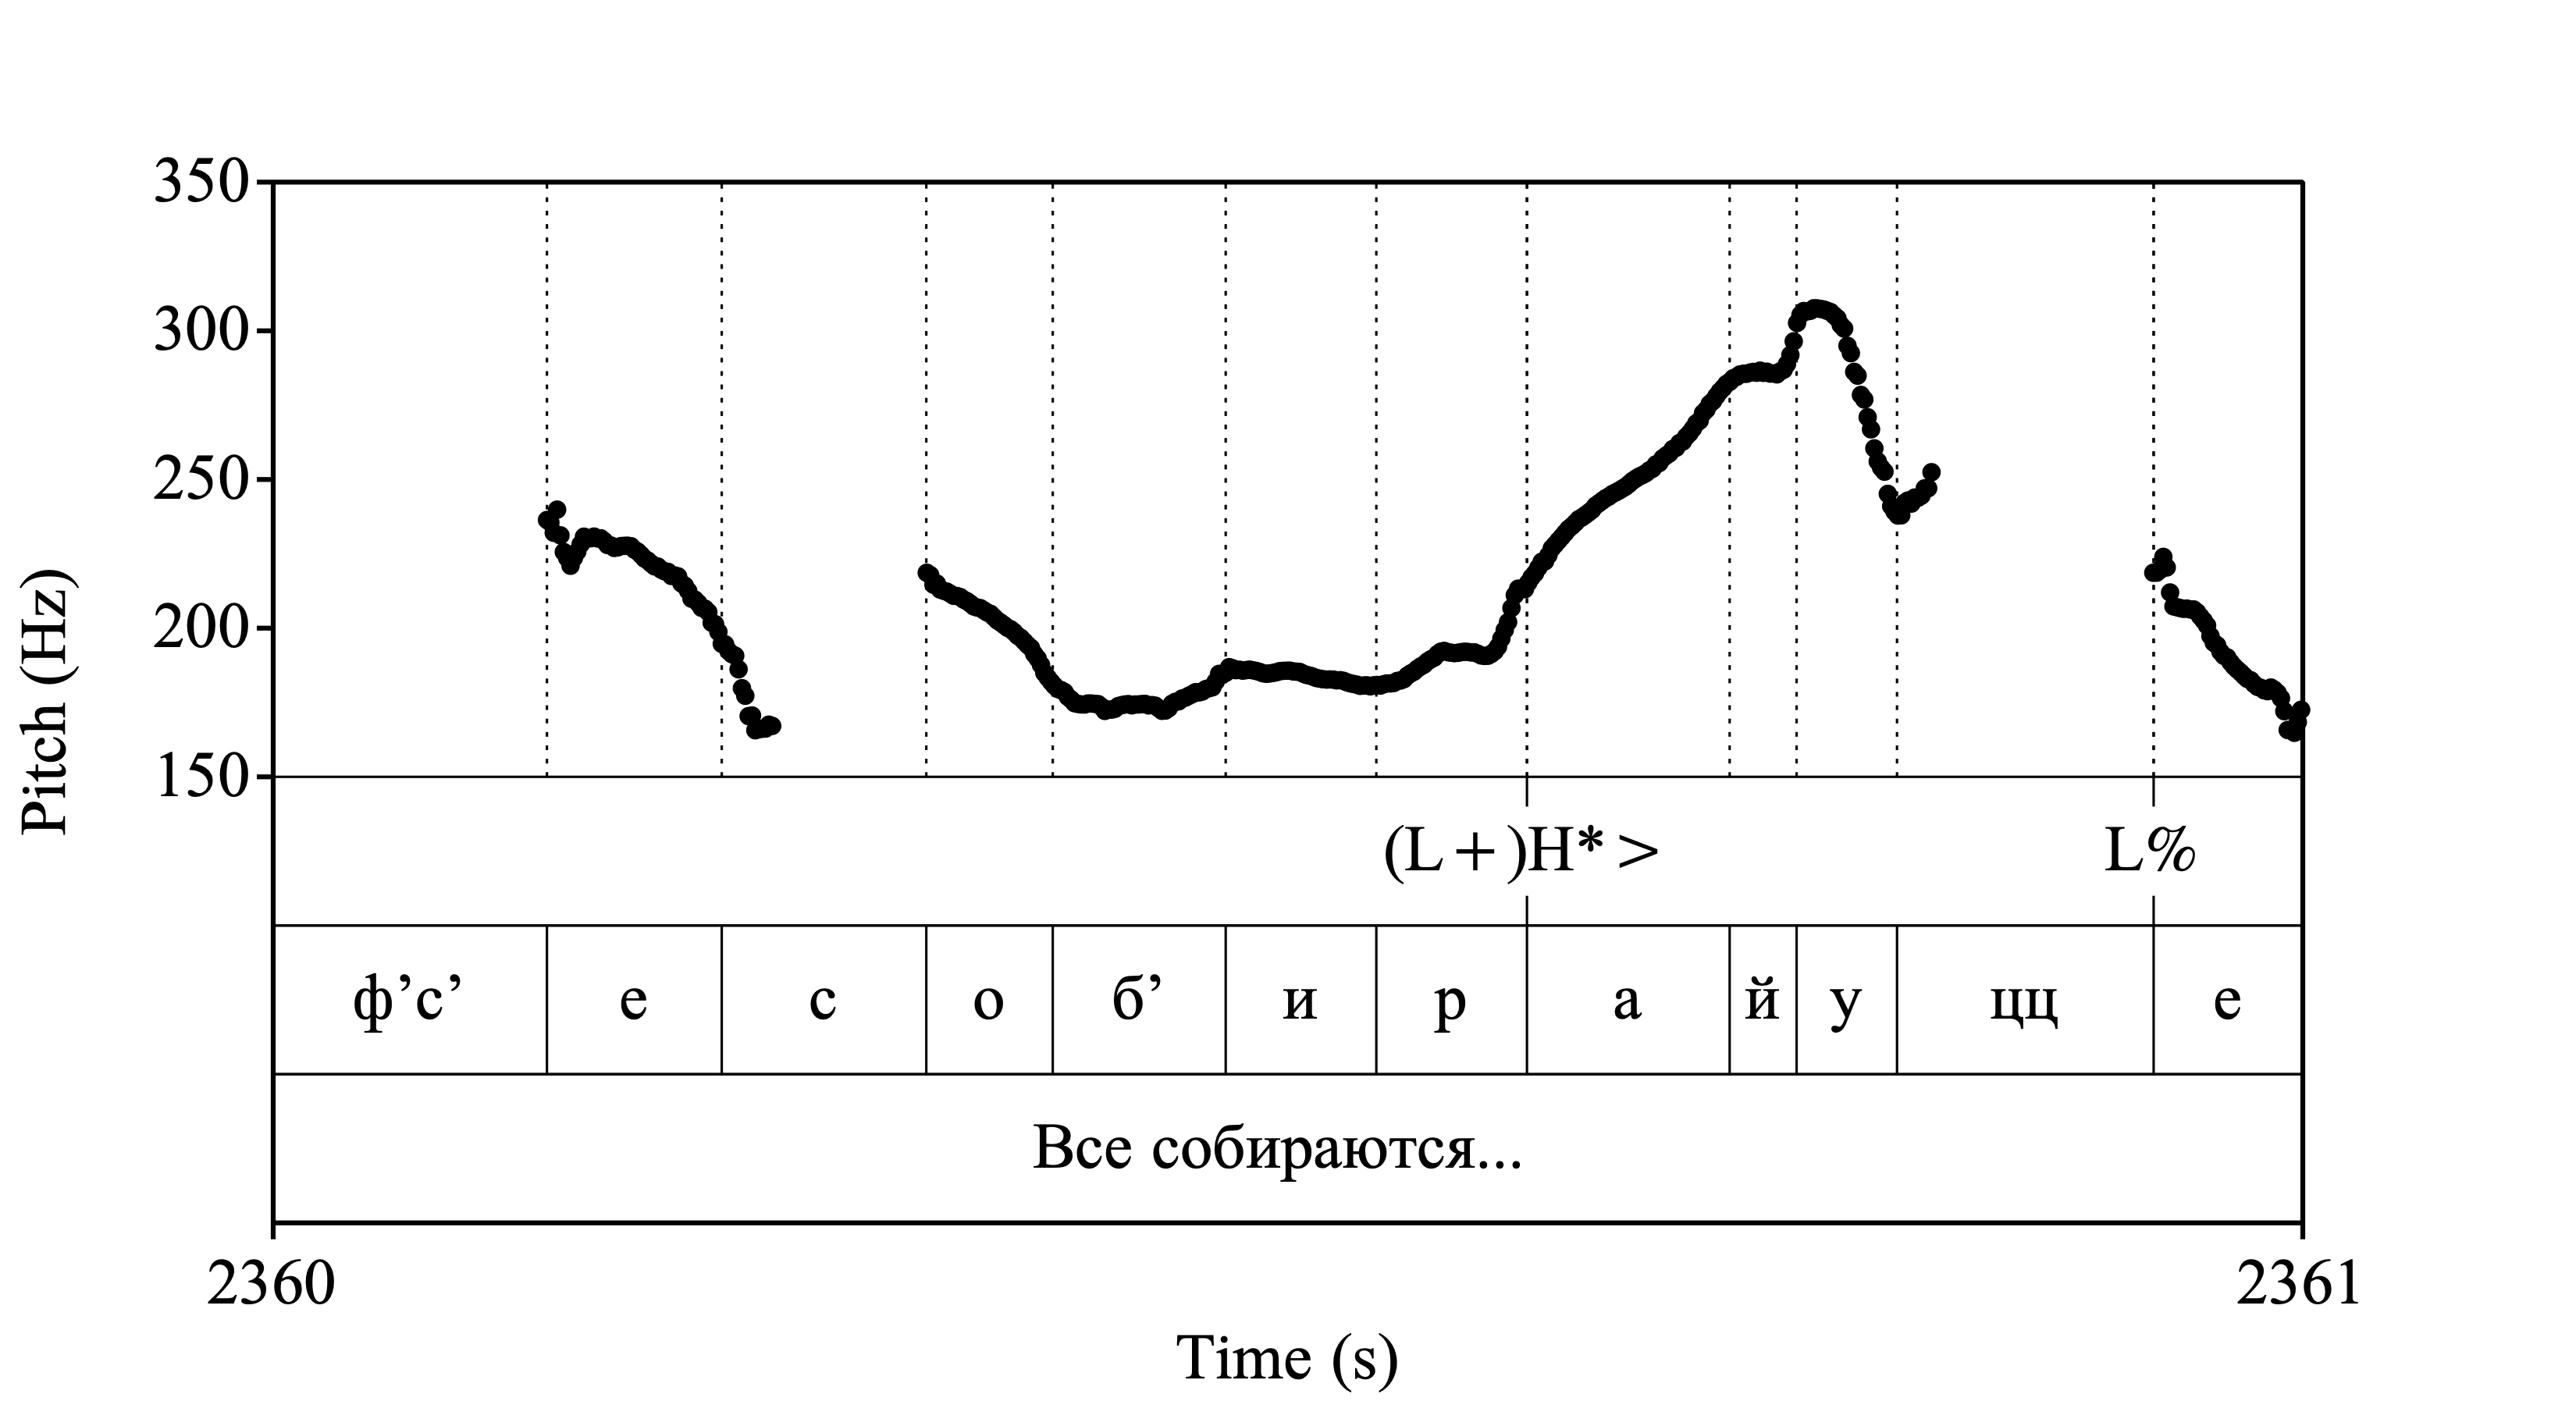 350
300
250
200
150
Pitch (Hz)
(L+)H*> L%
ф’с’ е с о б’ и р а й у цц е
Все собираются...
2360 2361
Time (s)